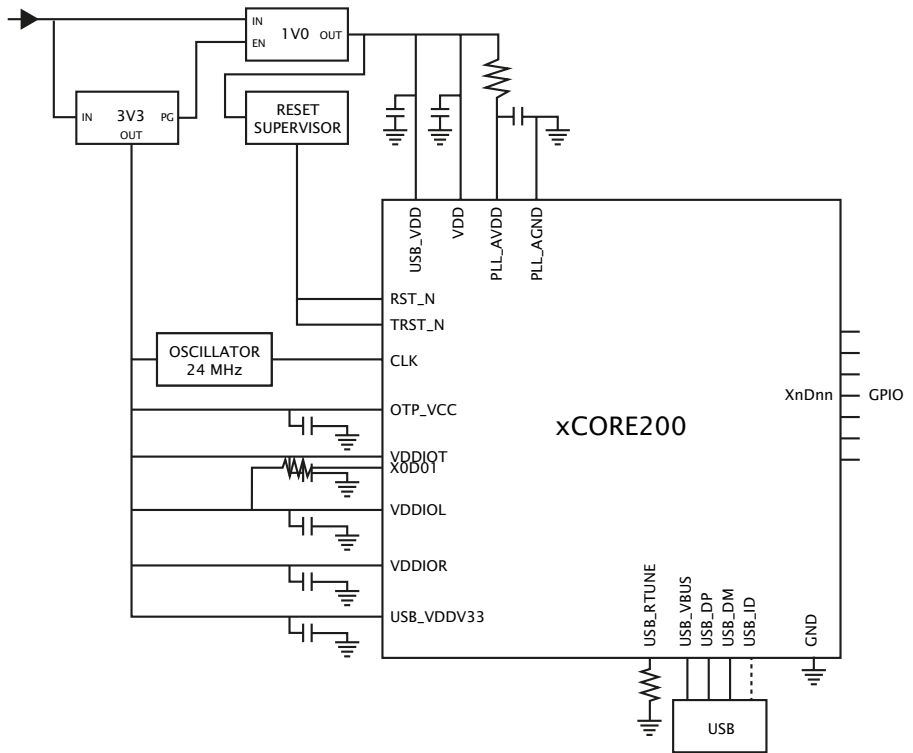 IN
1V0
OUT
EN
IN
3V3
PG
OUT
RESET
SUPERVISOR
USB_VDD
VDD
PLL_AVDD
PLL_AGND
RST_N
TRST_N
OSCILLATOR
24 MHz
CLK
OTP_VCC
XnDnn
GPIO
xCORE200
VDDIOT
X0D01
VDDIOL
VDDIOR
USB_VDDV33
USB_RTUNE
USB_VBUS
USB_DP
USB_DM
USB_ID
GND
USB